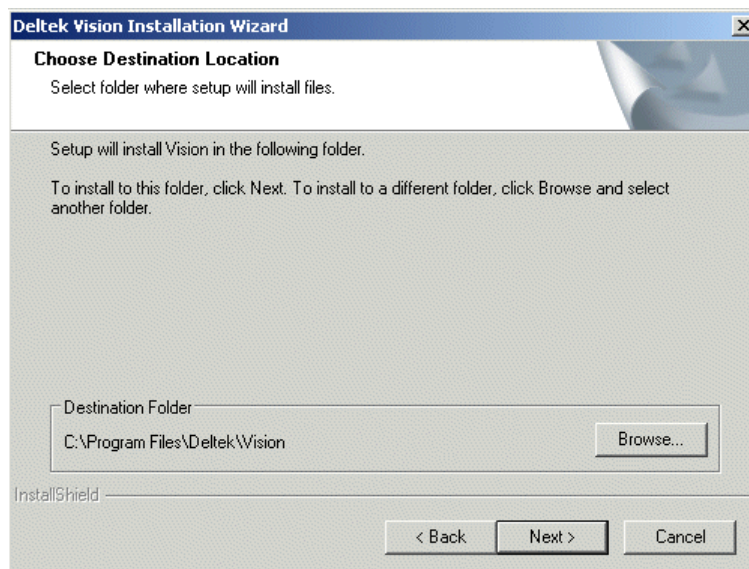 Deltek Vision Installation Wizard
Choose Destination Location
Select folder where setup will install files.
Setup will install Vision in the following folder.
To install to this folder, click Next. To install to a different folder, click Browse and select
another folder.
Destination Folder
C:\Program Files\Deltek\Vision
Browse...
InstallShield
< Back
Next >
Cancel